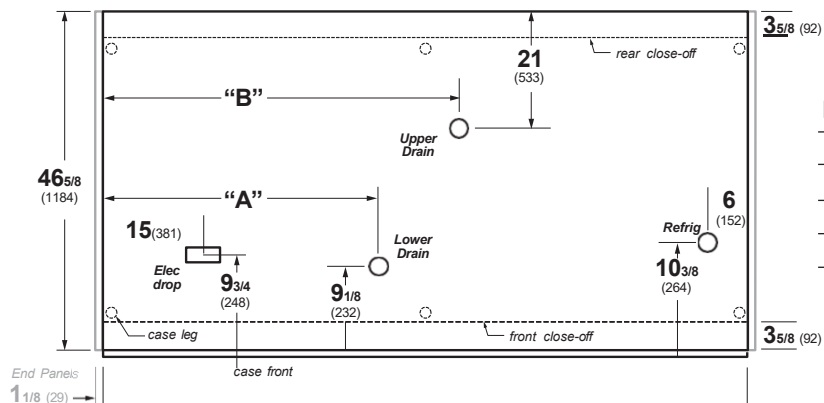 3 5/8 (92)
21
(533)
rear close-off
"B"
Upper
Drain
46 5/8
(1184)
"A"
6
(152)
15(381)
Refrig
Lower
Drain
Elec
drop
9 3/4
(248)
9 1/8
(232)
10 3/8
(264)
case leg
front close-off
3 5/8 (92)
End Panels
case front
1 1/8 (29)